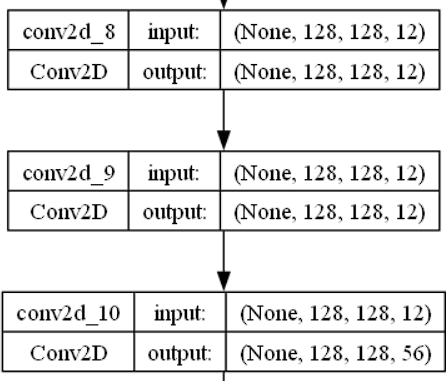 conv2d_8 input: (None, 128, 128, 12)
Conv2D output: (None, 128, 128, 12)
conv2d_9 input: (None, 128, 128, 12)
Conv2D output: (None, 128, 128, 12)
conv2d_10 input: (None, 128, 128, 12)
Conv2D output: (None, 128, 128, 56)